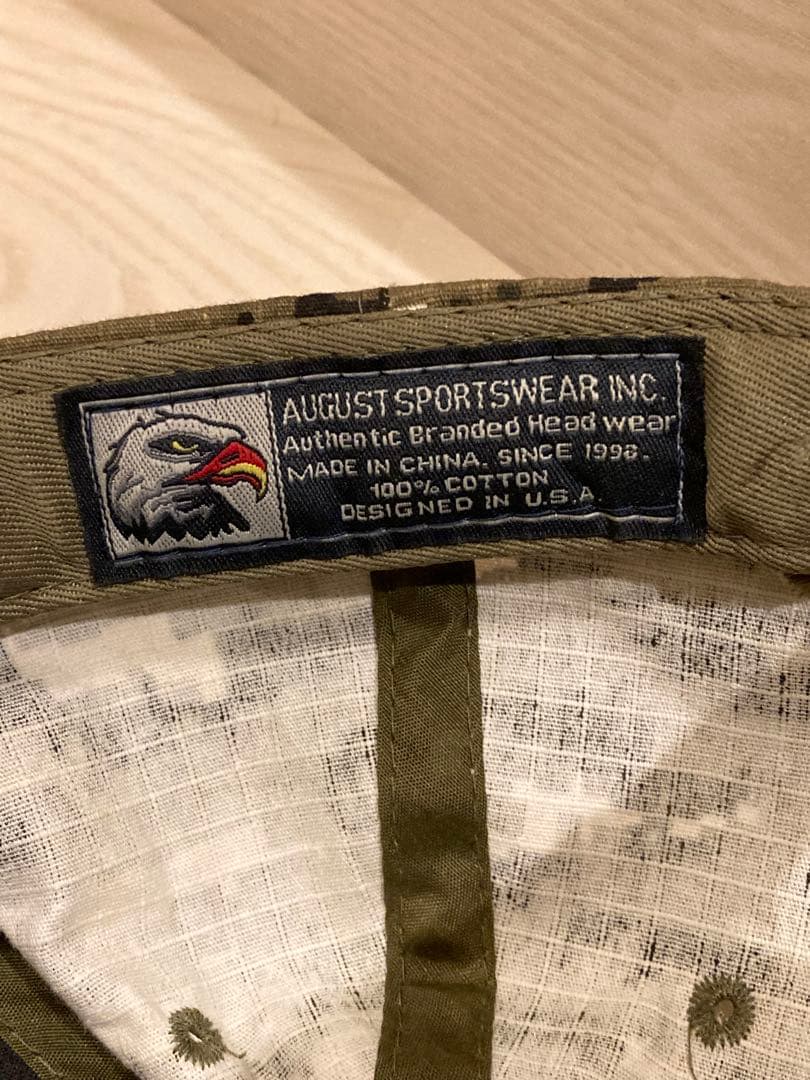 AUGUST SPORTSWEAR INC.
Authentic Branded Head wear
MADE IN CHINA. SINCE 1998.
100% COTTON
DESIGNED IN U.S.A.